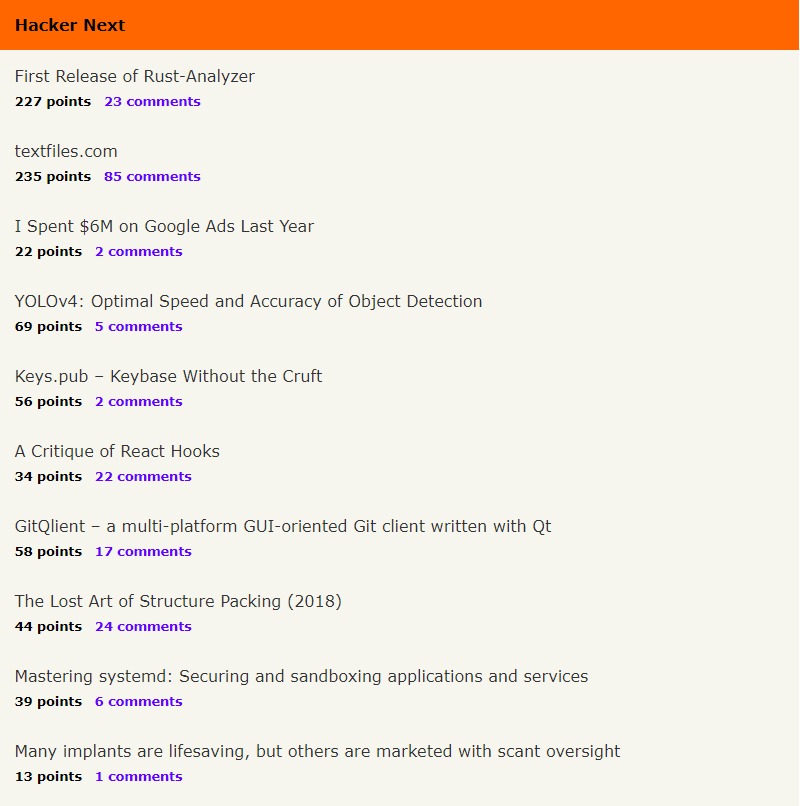 Hacker Next
First Release of Rust-Analyzer
227 points 23 comments
textfiles.com
235 points 85 comments
I Spent $6M on Google Ads Last Year
22 points 2 comments
YOLOv4: Optimal Speed and Accuracy of Object Detection
69 points 5 comments
Keys.pub – Keybase Without the Cruft
56 points 2 comments
A Critique of React Hooks
34 points 22 comments
GitQlient – a multi-platform GUI-oriented Git client written with Qt
58 points 17 comments
The Lost Art of Structure Packing (2018)
44 points 24 comments
Mastering systemd: Securing and sandboxing applications and services
39 points 6 comments
Many implants are lifesaving, but others are marketed with scant oversight
13 points 1 comments